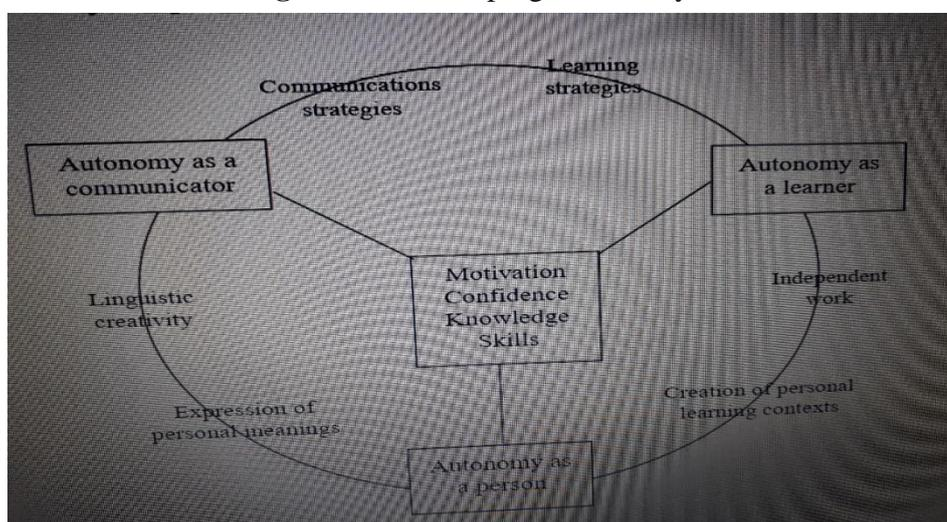 Communications
strategies
Learning
strategies
Autonomy as a
communicator
Autonomy as
a learner
Motivation
Confidence
Knowledge
Skills
Linguistic
creativity
Independent
work
Expression of
personal meanings
Creation of personal
learning contexts
Autonomy as
a person